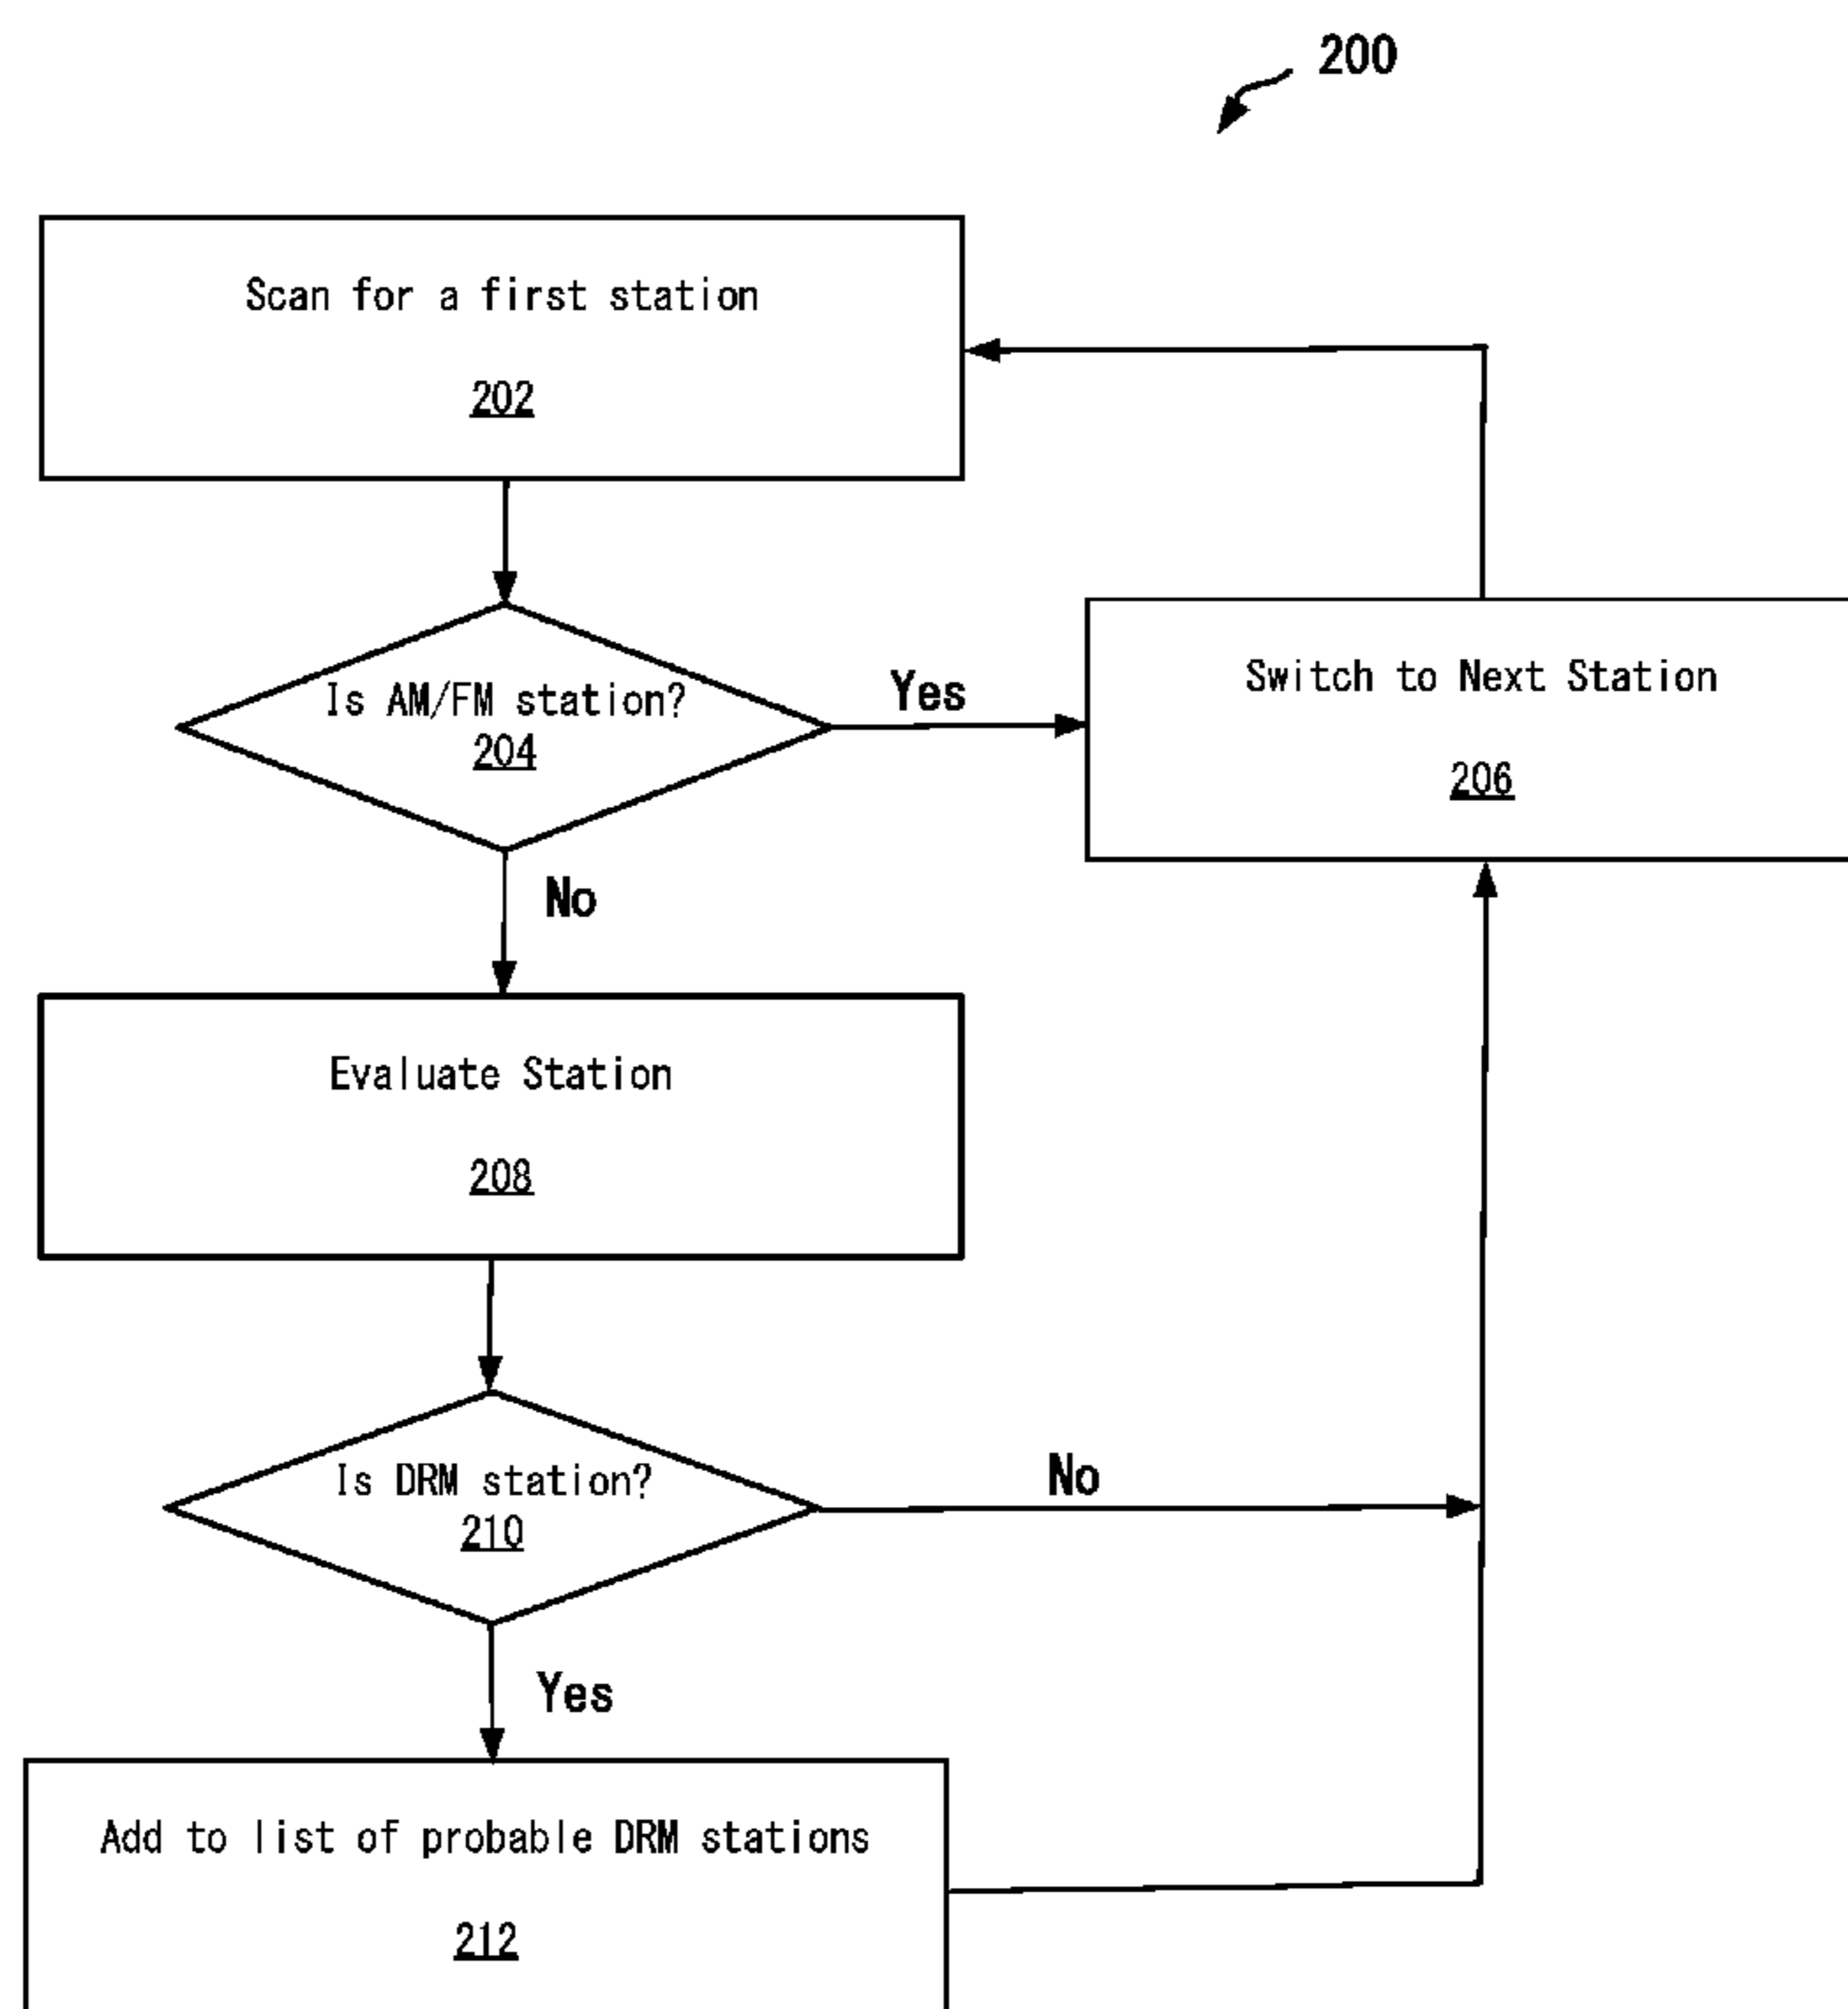 200
Scan for a first station
202
Is AM/FM station?
204
Yes
Switch to Next Station
206
No
Evaluate Station
208
Is DRM station?
210
No
Yes
Add to list of probable DRM stations
212